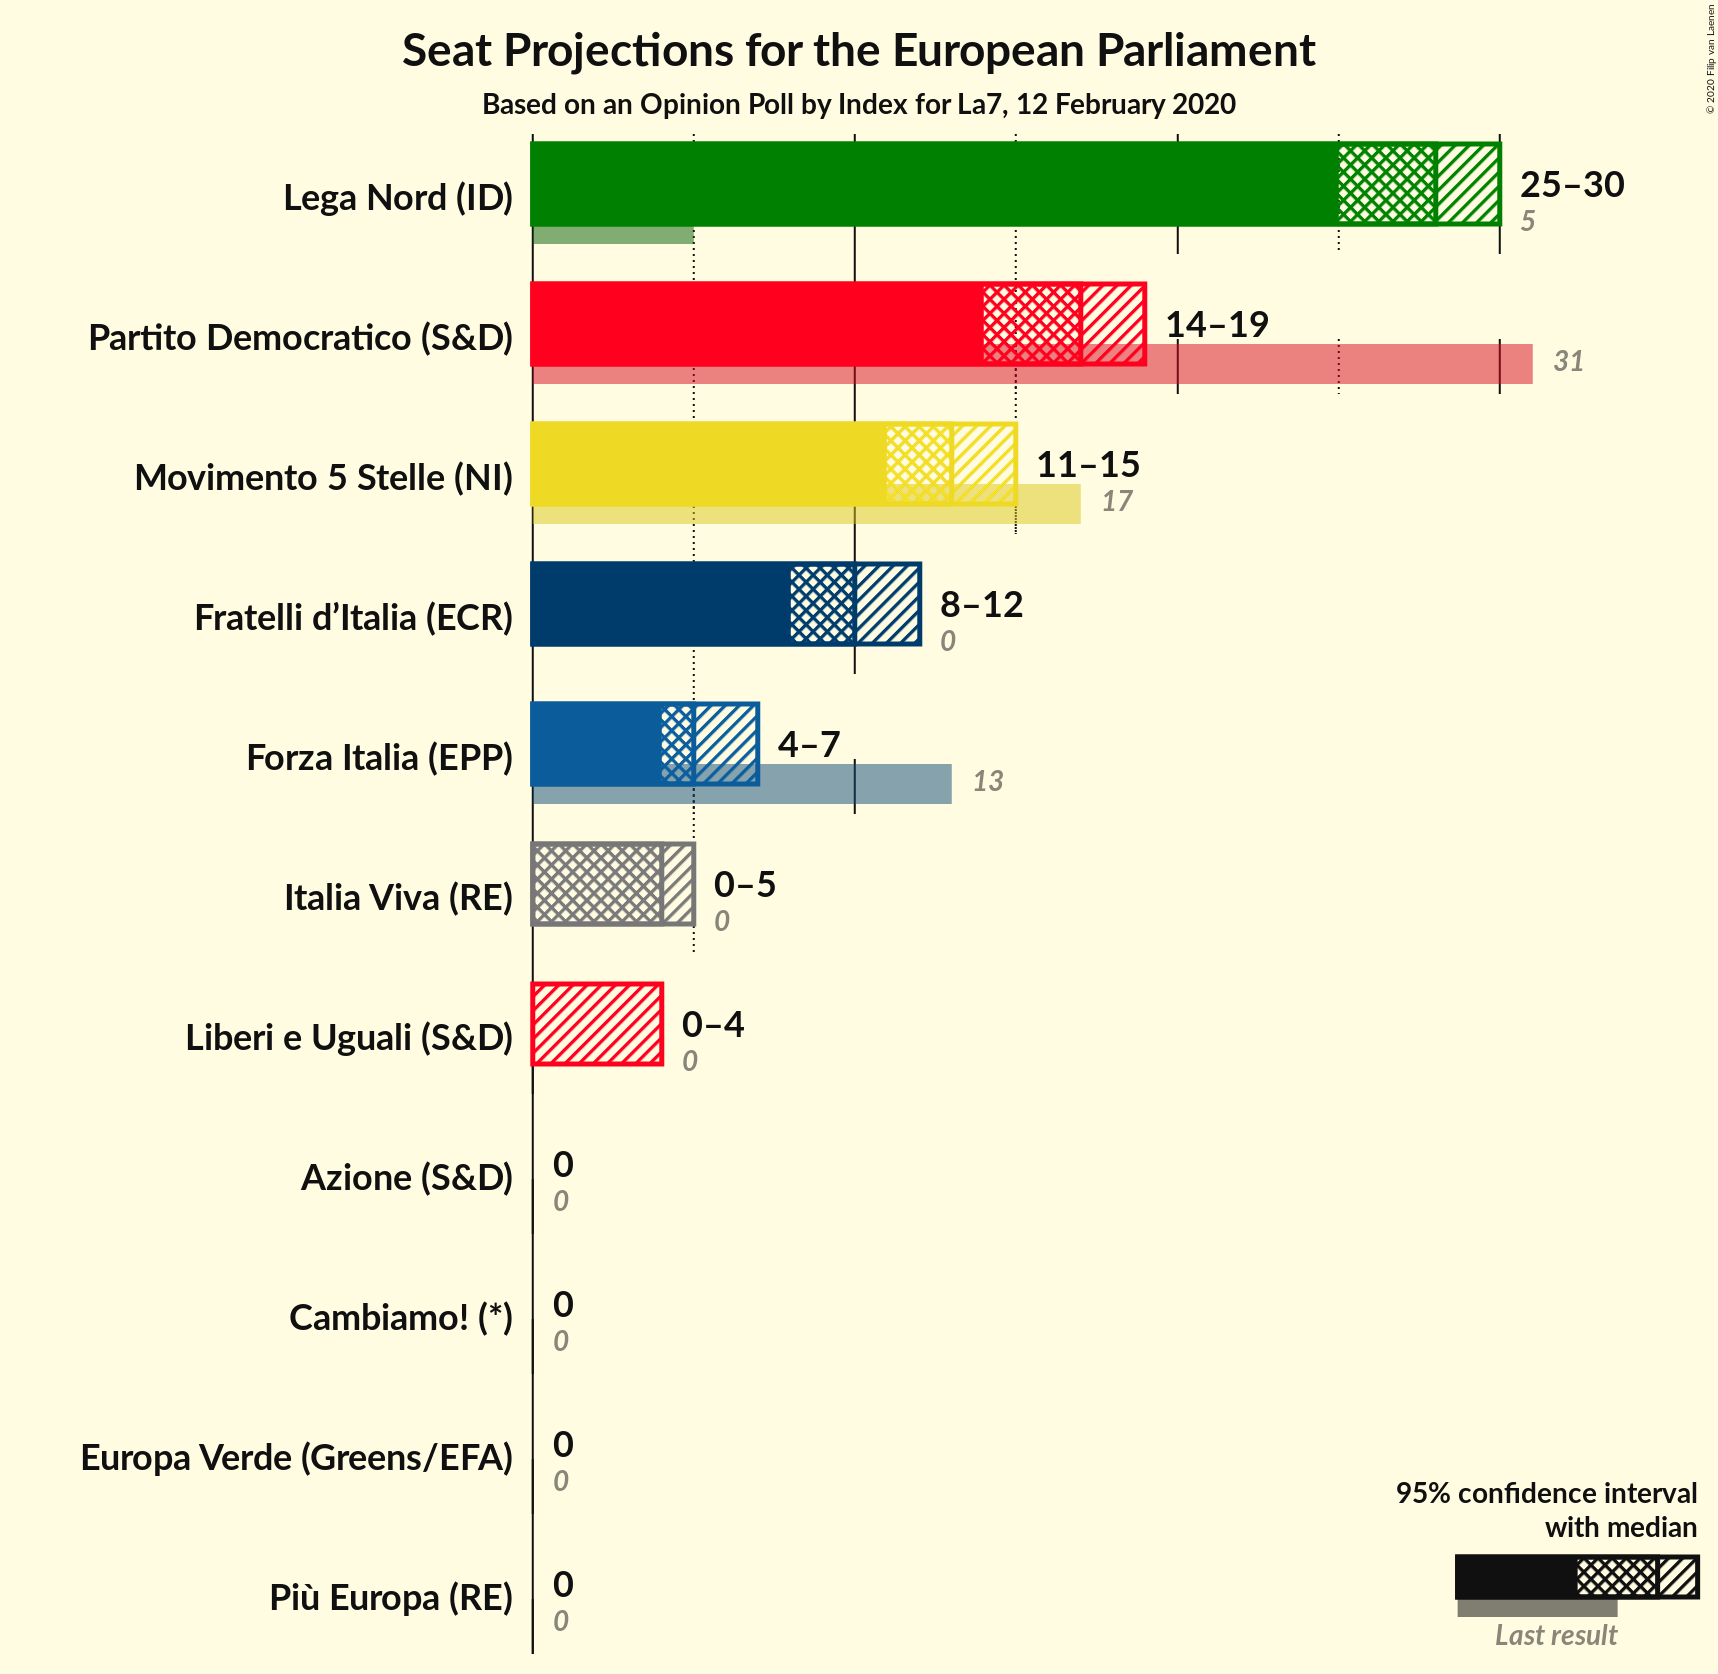 Seat Projections for the European Parliament
Based on an Opinion Poll by Index for La7, 12 February 2020
© 2020 Filip van Laenen
Lega Nord (ID)
25–30
5
Partito Democratico (S&D)
14–19
31
Movimento 5 Stelle (NI)
11–15
17
Fratelli d’Italia (ECR)
8–12
0
Forza Italia (EPP)
4–7
13
Italia Viva (RE)
0–5
0
Liberi e Uguali (S&D)
0–4
0
Azione (S&D)
0
0
Cambiamo! (*)
0
0
Europa Verde (Greens/EFA)
0
0
Più Europa (RE)
0
0
95% confidence interval
with median
Last result